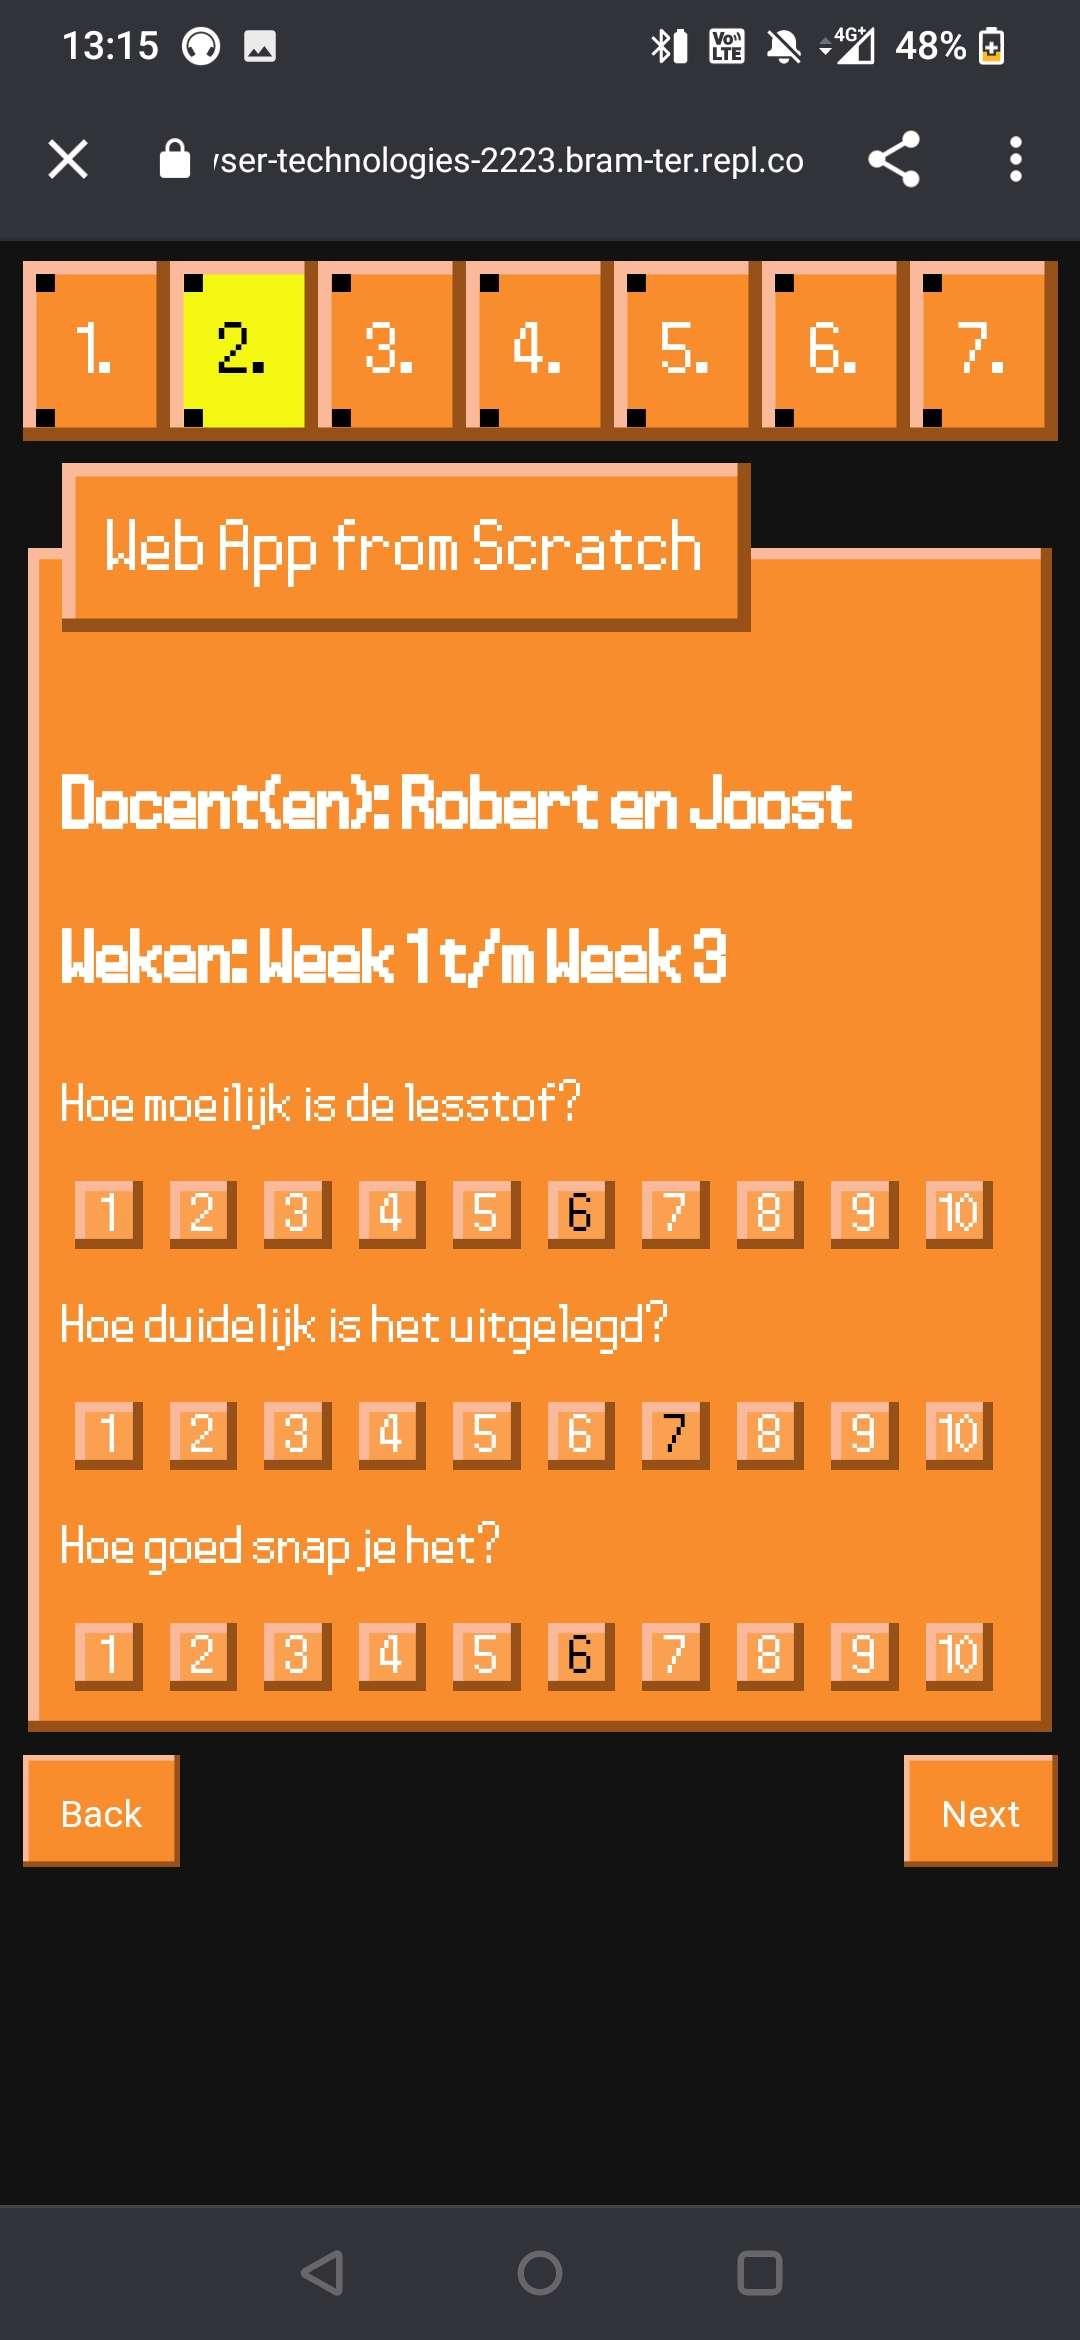 13:15 Vo)) LTE 4G+ 48%
ser-technologies-2223.bram-ter.repl.co
1. 2. 3. 4. 5. 6. 7.
Web App from Scratch
Docent(en): Robert en Joost
Weken: Week 1 t/m Week 3
Hoe moeilijk is de lesstof?
1 2 3 4 5 6 7 8 9 10
Hoe duidelijk is het uitgelegd?
1 2 3 4 5 6 7 8 9 10
Hoe goed snap je het?
1 2 3 4 5 6 7 8 9 10
Back Next